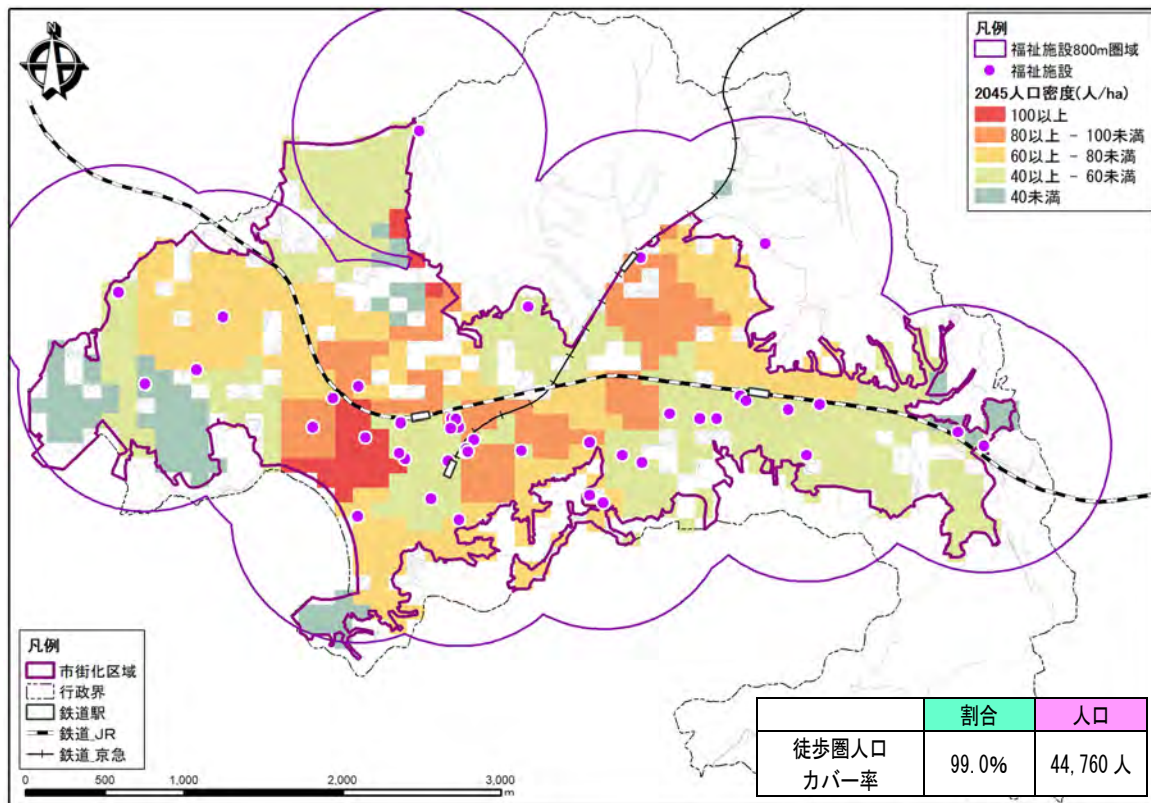 N
凡例
福祉施設800m圏域
福祉施設
2045人口密度(人/ha)
100以上
80以上 - 100未満
60以上 - 80未満
40以上 - 60未満
40未満
凡例
市街化区域
行政界
鉄道駅
鉄道_JR
鉄道_京急
0 500 1,000 2,000 3,000
m
割合 人口
徒歩圏人口
カバー率 99.0% 44,760 人